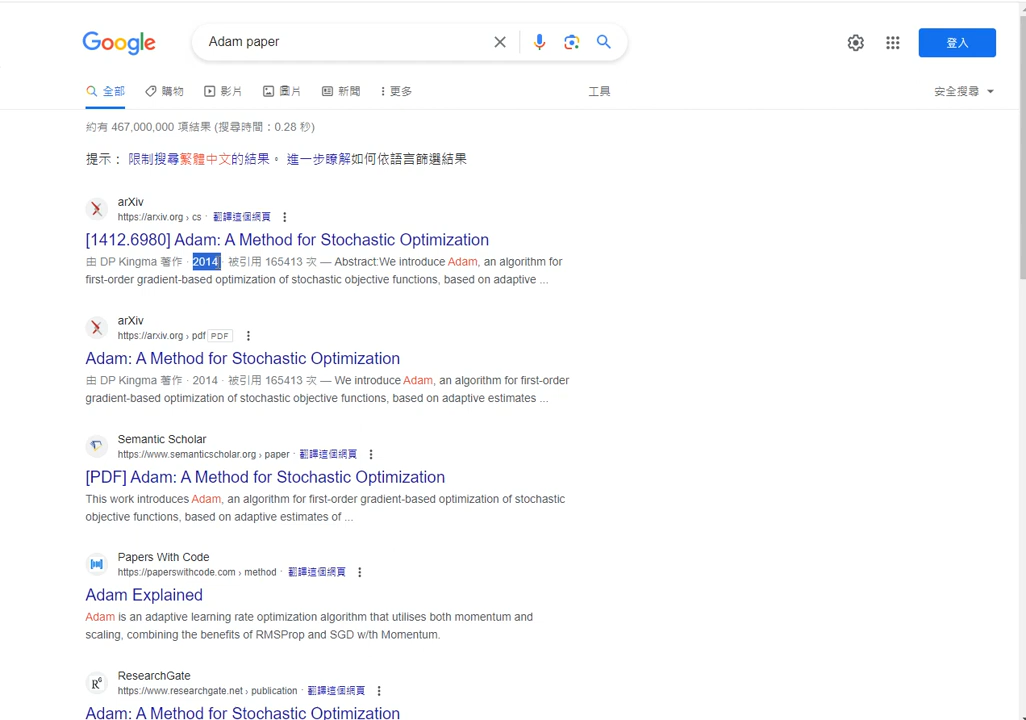 Google
Adam paper
登入
全部 購物 影片 圖片 新聞 更多 工具 安全搜尋
約有 467,000,000 項結果 (搜尋時間：0.28 秒)
提示： 限制搜尋繁體中文的結果。 進一步瞭解如何依語言篩選結果
arXiv
https://arxiv.org › cs · 翻譯這個網頁
[1412.6980] Adam: A Method for Stochastic Optimization
由 DP Kingma 著作 · 2014 · 被引用 165413 次 — Abstract:We introduce Adam, an algorithm for
first-order gradient-based optimization of stochastic objective functions, based on adaptive ...
arXiv
https://arxiv.org › pdf PDF
Adam: A Method for Stochastic Optimization
由 DP Kingma 著作 · 2014 · 被引用 165413 次 — We introduce Adam, an algorithm for first-order
gradient-based optimization of stochastic objective functions, based on adaptive estimates ...
Semantic Scholar
https://www.semanticscholar.org › paper · 翻譯這個網頁
[PDF] Adam: A Method for Stochastic Optimization
This work introduces Adam, an algorithm for first-order gradient-based optimization of stochastic
objective functions, based on adaptive estimates of ...
Papers With Code
https://paperswithcode.com › method · 翻譯這個網頁
Adam Explained
Adam is an adaptive learning rate optimization algorithm that utilises both momentum and
scaling, combining the benefits of RMSProp and SGD w/th Momentum.
ResearchGate
R⁶ https://www.researchgate.net › publication · 翻譯這個網頁
Adam: A Method for Stochastic Optimization